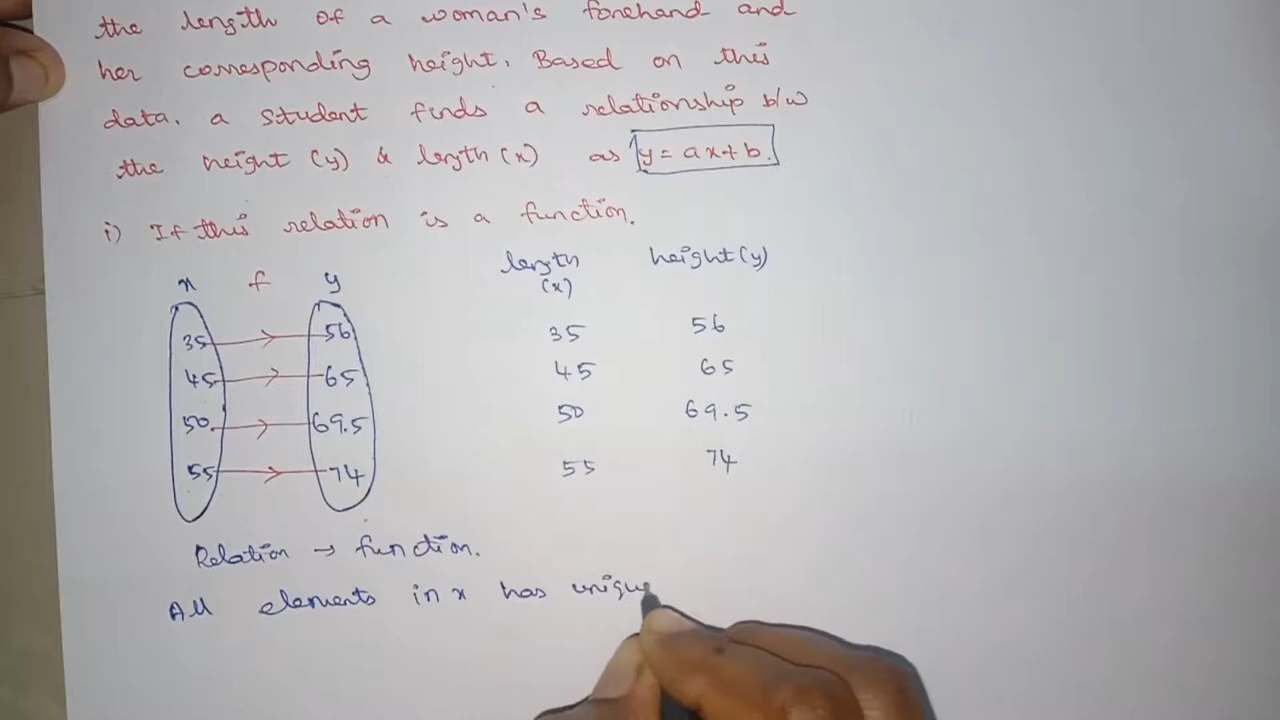 the length of a woman's forehand and
her corresponding height. Based on this
data. a student finds a relationship b/w
the height (y) & length (x) as y = ax + b.
i) If this relation is a function.
x f y
35 56
45 65
50 69.5
55 74
length (x) height (y)
35 56
45 65
50 69.5
55 74
Relation → function.
All elements in x has uniqu